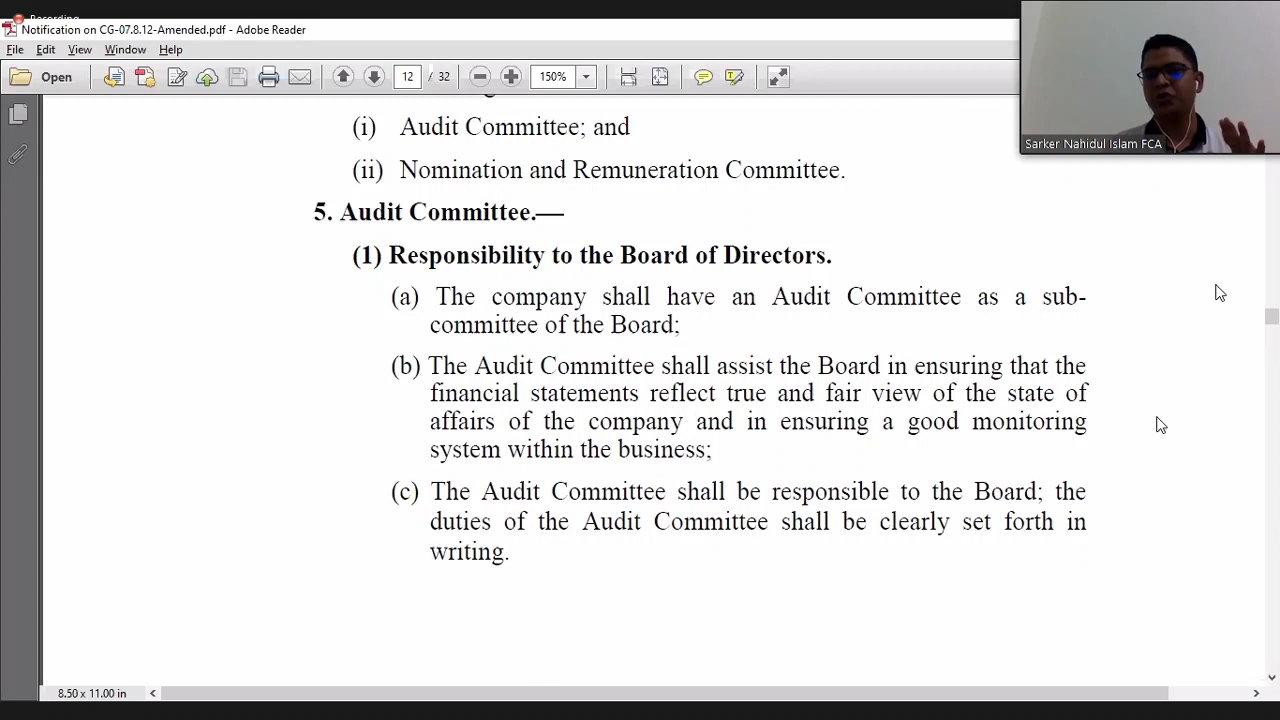 Recording
Notification on CG-07.8.12-Amended.pdf - Adobe Reader
File Edit View Window Help
Open 12 / 32 150%
(i) Audit Committee; and
(ii) Nomination and Remuneration Committee.
5. Audit Committee.—
(1) Responsibility to the Board of Directors.
(a) The company shall have an Audit Committee as a sub-
committee of the Board;
(b) The Audit Committee shall assist the Board in ensuring that the
financial statements reflect true and fair view of the state of
affairs of the company and in ensuring a good monitoring
system within the business;
(c) The Audit Committee shall be responsible to the Board; the
duties of the Audit Committee shall be clearly set forth in
writing.
8.50 x 11.00 in
Sarker Nahidul Islam FCA